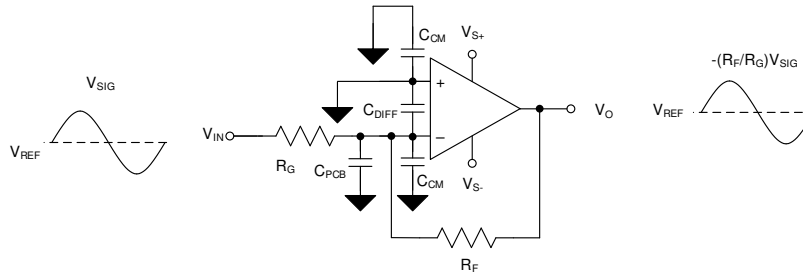 C_CM
V_S+
-(R_F/R_G)V_SIG
V_SIG
+
C_DIFF
V_O
V_REF
V_IN
V_REF
−
R_G
C_PCB
C_CM
V_S-
R_F